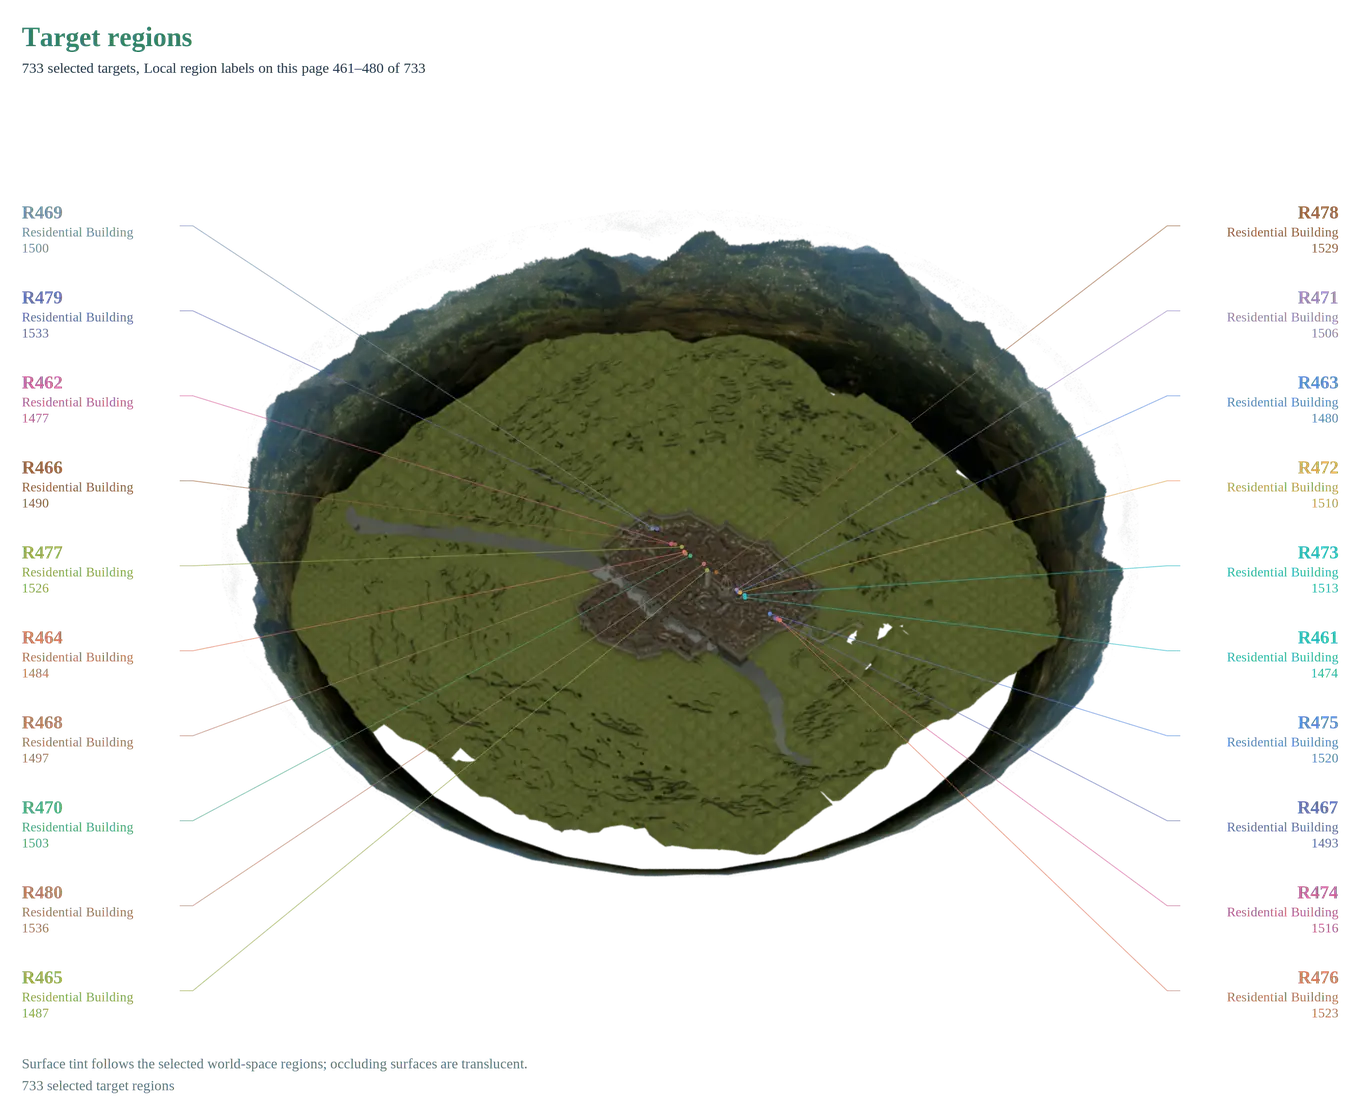 Target regions
733 selected targets, Local region labels on this page 461–480 of 733
R469
Residential Building
1500
R479
Residential Building
1533
R462
Residential Building
1477
R466
Residential Building
1490
R477
Residential Building
1526
R464
Residential Building
1484
R468
Residential Building
1497
R470
Residential Building
1503
R480
Residential Building
1536
R465
Residential Building
1487
R478
Residential Building
1529
R471
Residential Building
1506
R463
Residential Building
1480
R472
Residential Building
1510
R473
Residential Building
1513
R461
Residential Building
1474
R475
Residential Building
1520
R467
Residential Building
1493
R474
Residential Building
1516
R476
Residential Building
1523
Surface tint follows the selected world-space regions; occluding surfaces are translucent.
733 selected target regions